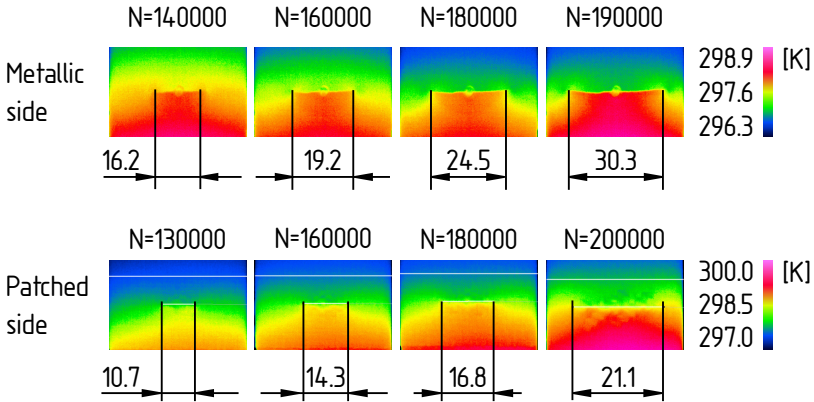 N=140000 N=160000 N=180000 N=190000
Metallic side
298.9 [K]
297.6
296.3
16.2 19.2 24.5 30.3
N=130000 N=160000 N=180000 N=200000
Patched side
300.0 [K]
298.5
297.0
10.7 14.3 16.8 21.1